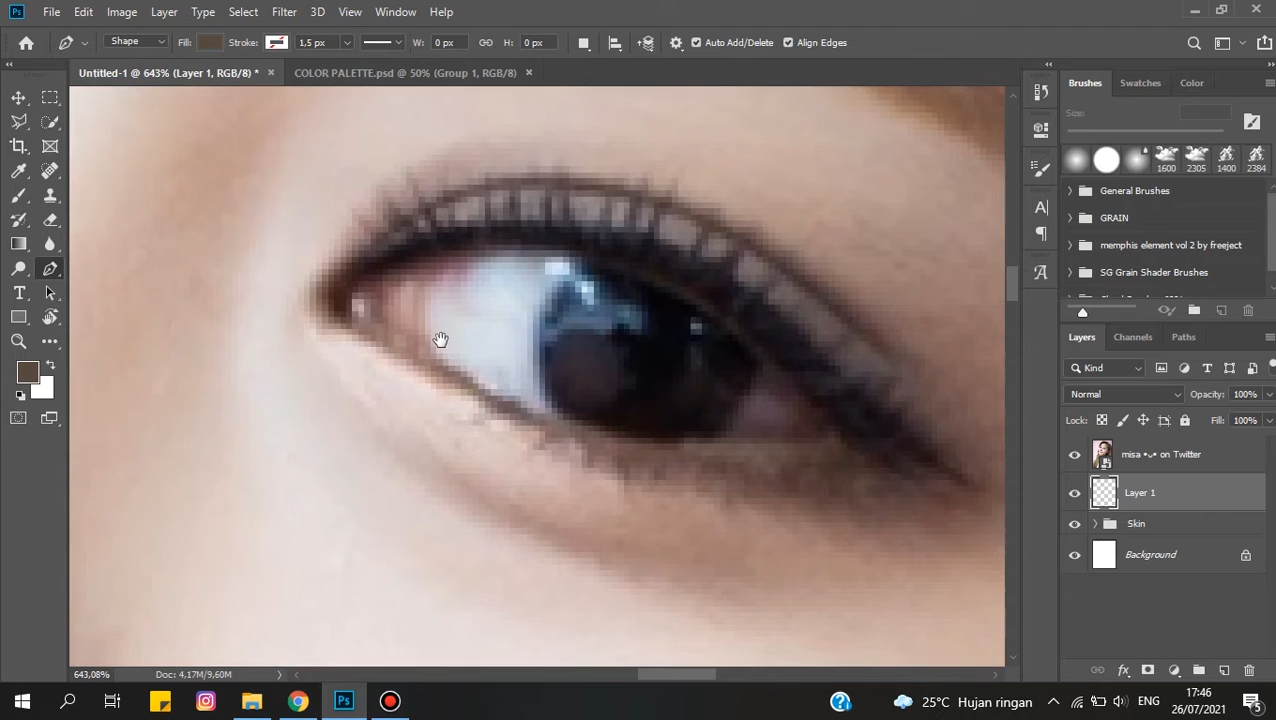 Ps File Edit Image Layer Type Select Filter 3D View Window Help
Shape Fill: Stroke: 1,5 px W: 0 px H: 0 px Auto Add/Delete Align Edges
Untitled-1 @ 643% (Layer 1, RGB/8) * × COLOR PALETTE.psd @ 50% (Group 1, RGB/8) ×
Brushes Swatches Color
Size:
1600 2305 1400 2384
General Brushes
GRAIN
memphis element vol 2 by freeject
SG Grain Shader Brushes
Layers Channels Paths
Kind
Normal Opacity: 100%
Lock: Fill: 100%
misa •ᴗ• on Twitter
Layer 1
Skin
Background
643,08% Doc: 4,17M/9,60M
Ps 25°C Hujan ringan ENG 17:46
26/07/2021 5